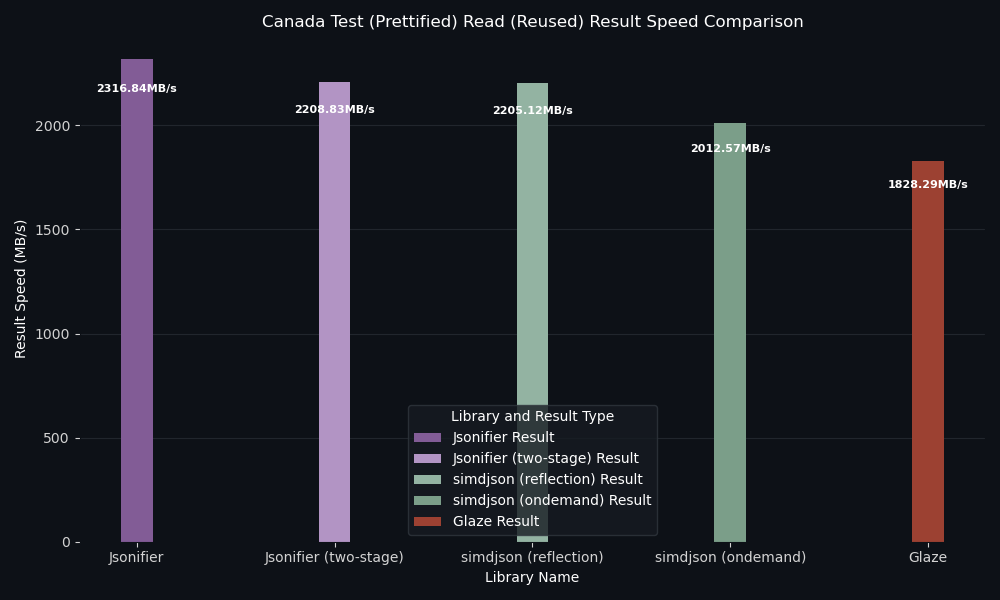 Canada Test (Prettified) Read (Reused) Result Speed Comparison
2316.84MB/s
2208.83MB/s
2205.12MB/s
2012.57MB/s
1828.29MB/s
Result Speed (MB/s)
2000
1500
1000
500
0
Library and Result Type
Jsonifier Result
Jsonifier (two-stage) Result
simdjson (reflection) Result
simdjson (ondemand) Result
Glaze Result
Jsonifier
Jsonifier (two-stage)
simdjson (reflection)
simdjson (ondemand)
Glaze
Library Name